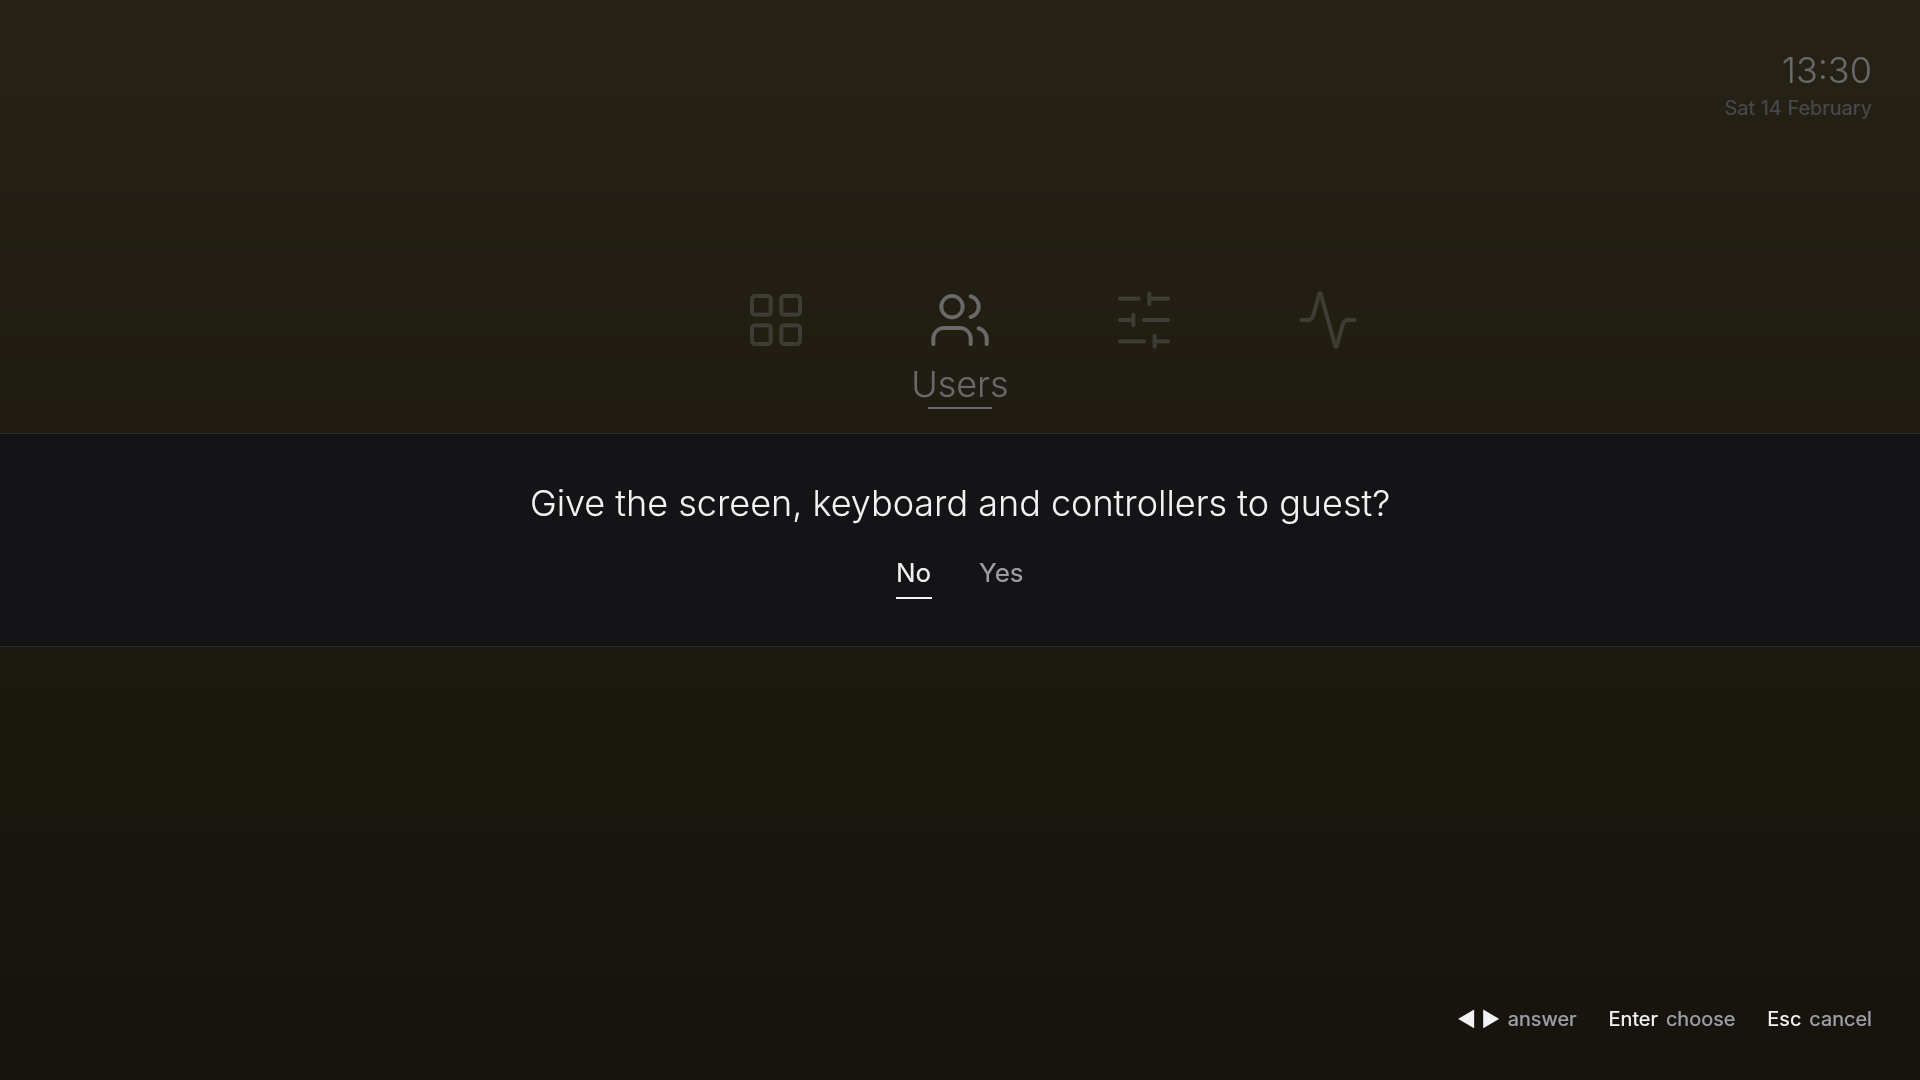 13:30
Sat 14 February
Users
Give the screen, keyboard and controllers to guest?
No Yes
answer Enter choose Esc cancel